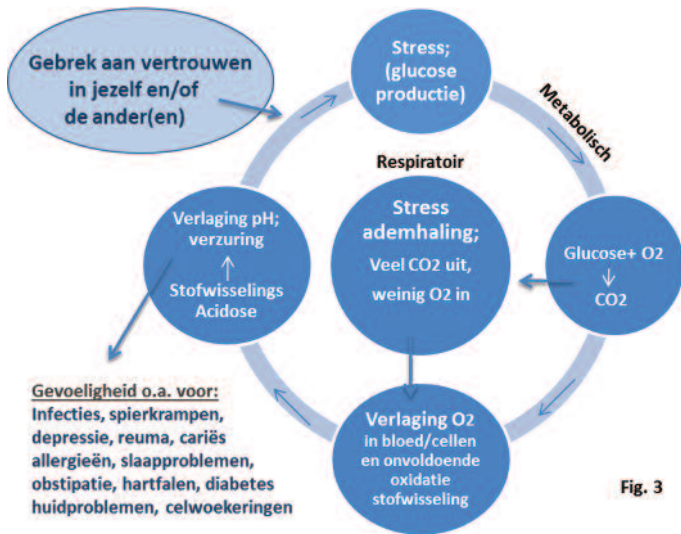 Gebrek aan vertrouwen
in jezelf en/of
de ander(en)
Stress;
(glucose
productie)
Metabolisch
Respiratoir
Stress
ademhaling;
Veel CO2 uit,
weinig O2 in
Glucose+ O2
↓
CO2
Verlaging pH;
verzuring
↑
Stofwisselings
Acidose
Verlaging O2
in bloed/cellen
en onvoldoende
oxidatie
stofwisseling
Gevoeligheid o.a. voor:
Infecties, spierkrampen,
depressie, reuma, cariës
allergieën, slaapproblemen,
obstipatie, hartfalen, diabetes
huidproblemen, celwoekeringen
Fig. 3